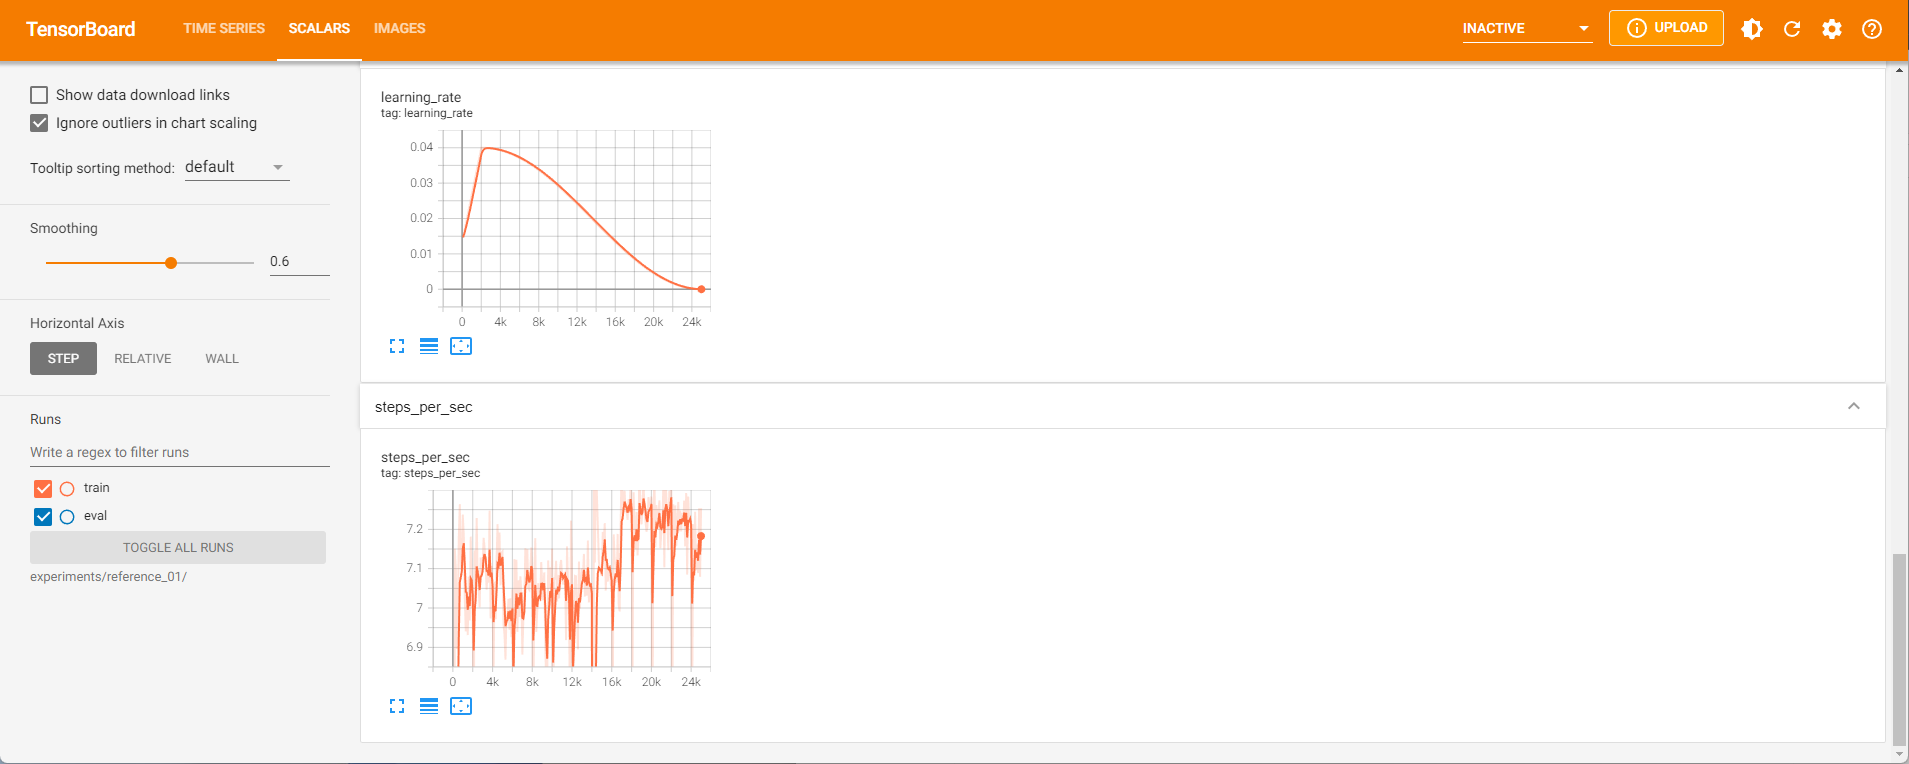 TensorBoard TIME SERIES SCALARS IMAGES INACTIVE UPLOAD
Show data download links
Ignore outliers in chart scaling
Tooltip sorting method: default
Smoothing
0.6
Horizontal Axis
STEP RELATIVE WALL
Runs
Write a regex to filter runs
train
eval
TOGGLE ALL RUNS
experiments/reference_01/
learning_rate
tag: learning_rate
0.04
0.03
0.02
0.01
0
0 4k 8k 12k 16k 20k 24k
steps_per_sec
steps_per_sec
tag: steps_per_sec
7.2
7.1
7
6.9
0 4k 8k 12k 16k 20k 24k